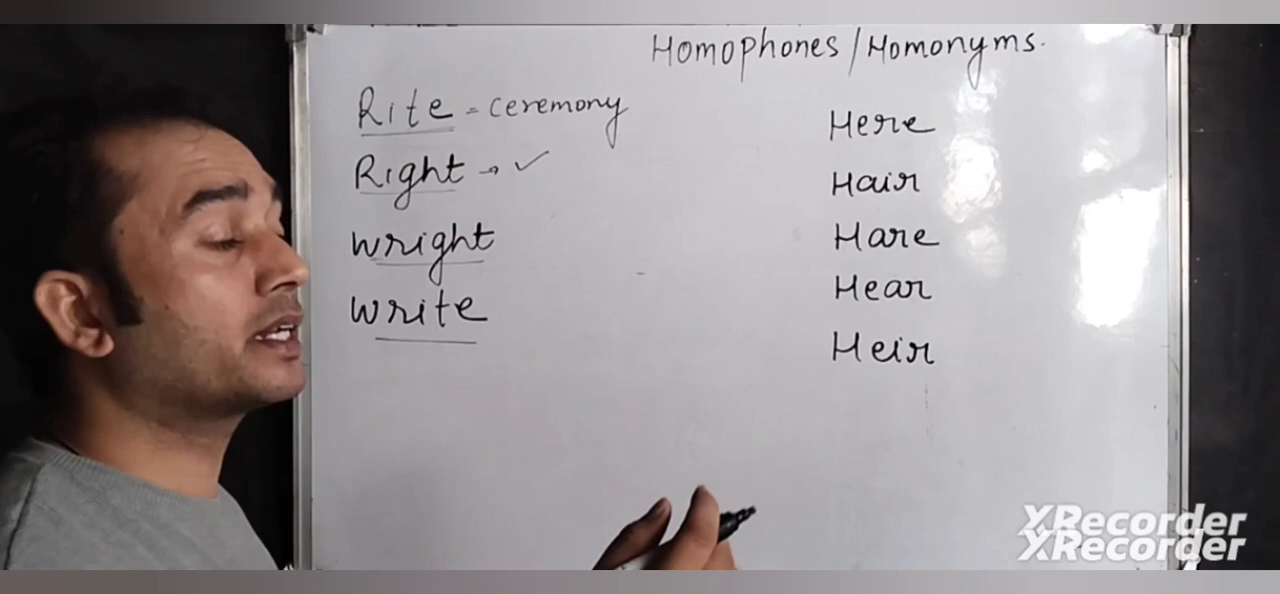 Homophones/Homonyms.
Rite = ceremony
Right → ✓
Wright
Write
Here
Hair
Hare
Hear
Heir
XRecorder
XRecorder